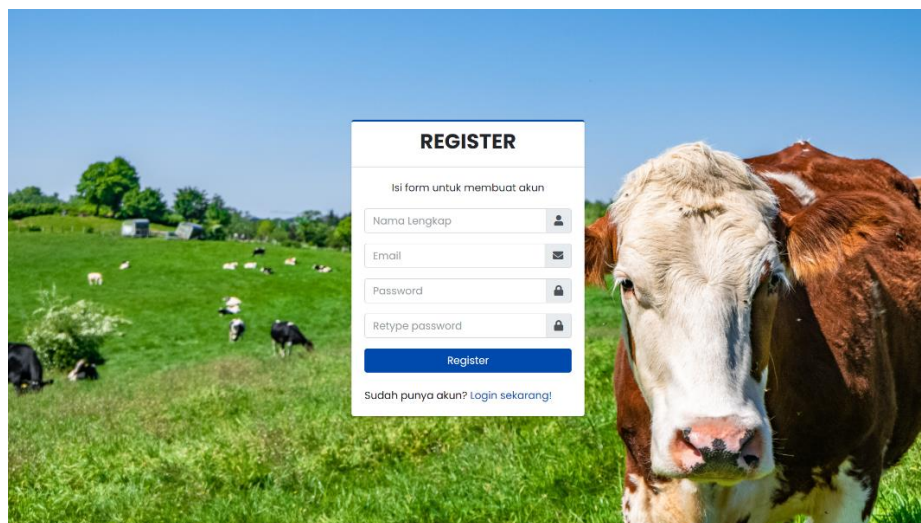 REGISTER
Isi form untuk membuat akun
Nama Lengkap
Email
Password
Retype password
Register
Sudah punya akun? Login sekarang!